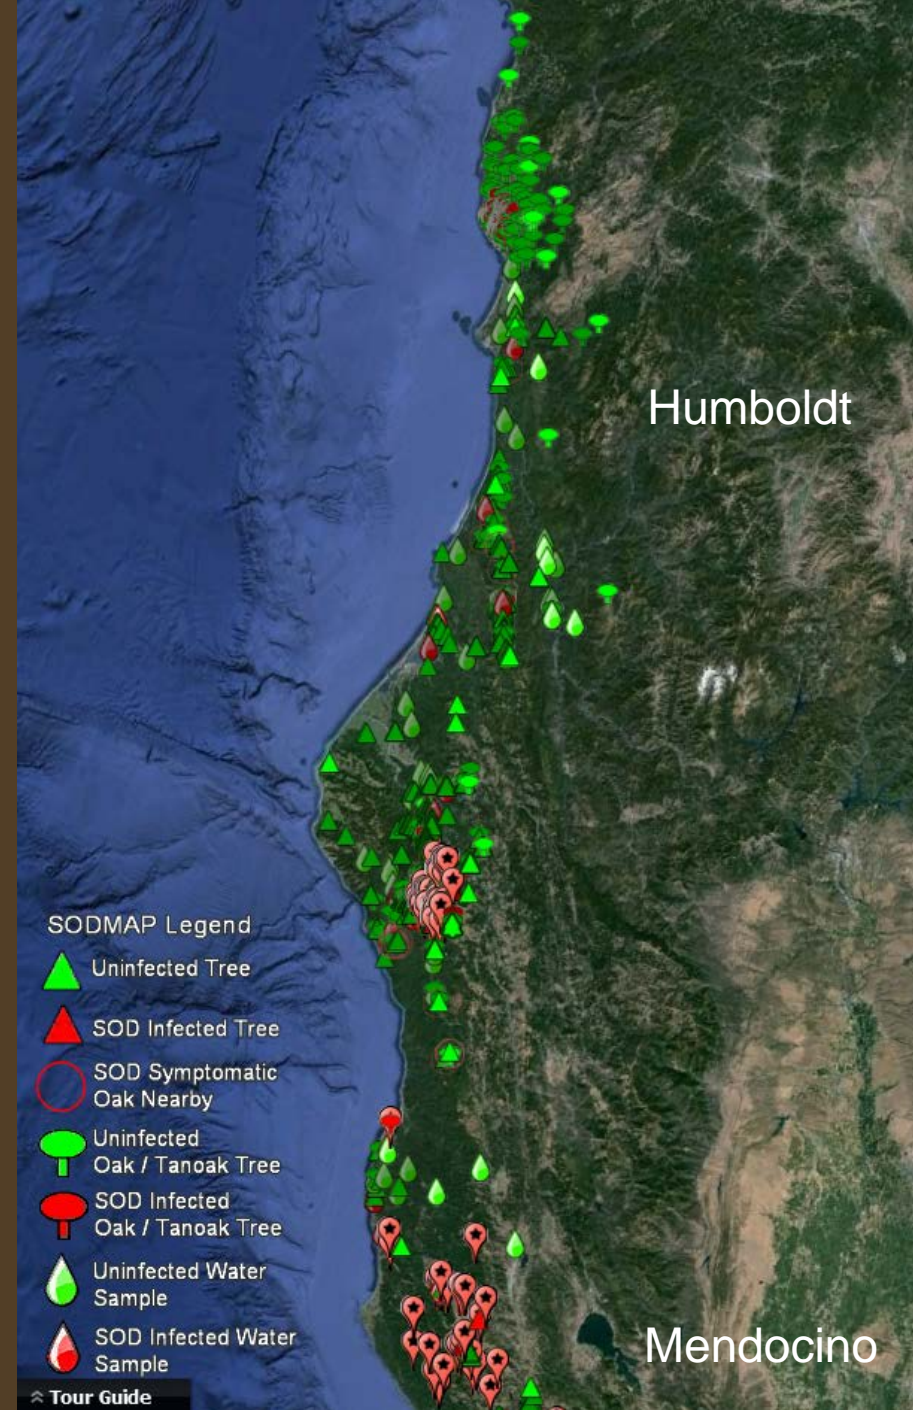 Humboldt
SODMAP Legend
Uninfected Tree
SOD Infected Tree
SOD Symptomatic
Oak Nearby
Uninfected
Oak / Tanoak Tree
SOD Infected
Oak / Tanoak Tree
Uninfected Water
Sample
SOD Infected Water
Sample
Mendocino
Tour Guide